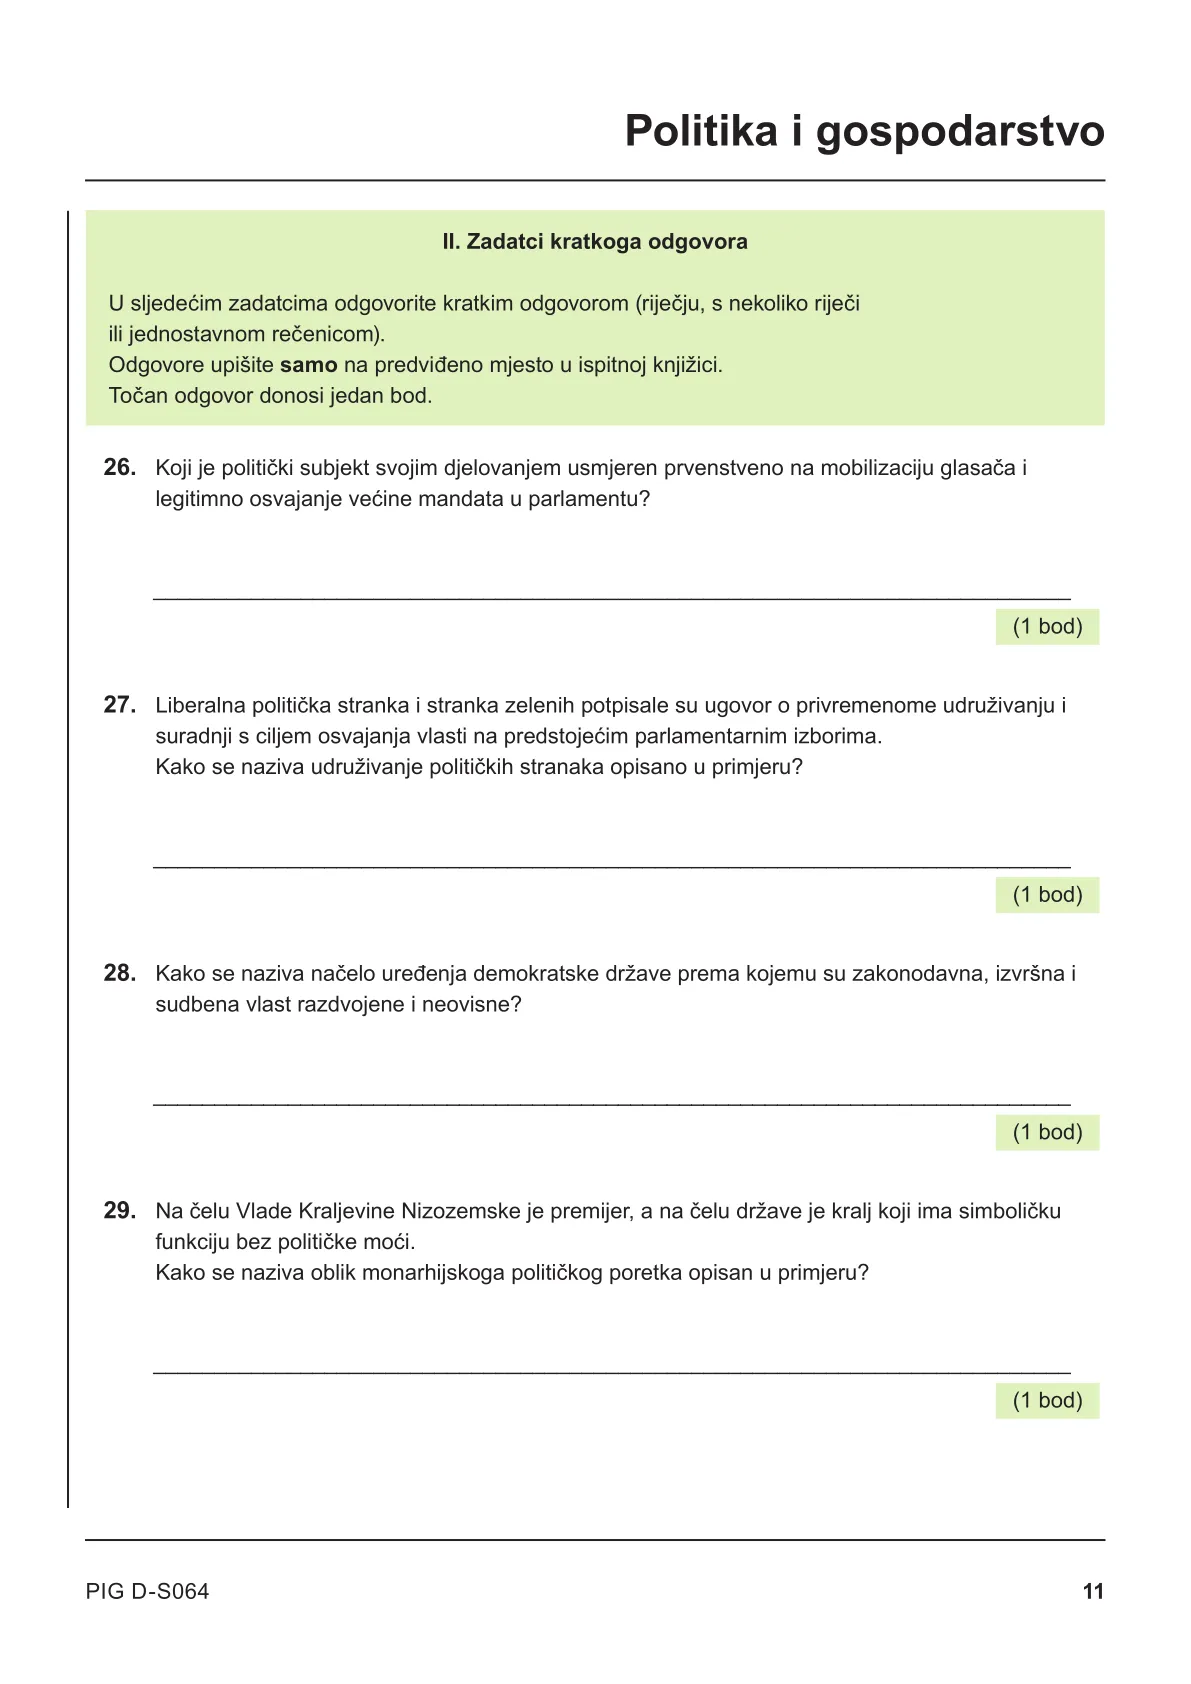 Politika i gospodarstvo
II. Zadatci kratkoga odgovora
U sljedećim zadatcima odgovorite kratkim odgovorom (riječju, s nekoliko riječi
ili jednostavnom rečenicom).
Odgovore upišite samo na predviđeno mjesto u ispitnoj knjižici.
Točan odgovor donosi jedan bod.
26. Koji je politički subjekt svojim djelovanjem usmjeren prvenstveno na mobilizaciju glasača i
legitimno osvajanje većine mandata u parlamentu?
(1 bod)
27. Liberalna politička stranka i stranka zelenih potpisale su ugovor o privremenome udruživanju i
suradnji s ciljem osvajanja vlasti na predstojećim parlamentarnim izborima.
Kako se naziva udruživanje političkih stranaka opisano u primjeru?
(1 bod)
28. Kako se naziva načelo uređenja demokratske države prema kojemu su zakonodavna, izvršna i
sudbena vlast razdvojene i neovisne?
(1 bod)
29. Na čelu Vlade Kraljevine Nizozemske je premijer, a na čelu države je kralj koji ima simboličku
funkciju bez političke moći.
Kako se naziva oblik monarhijskoga političkog poretka opisan u primjeru?
(1 bod)
PIG D-S064
11